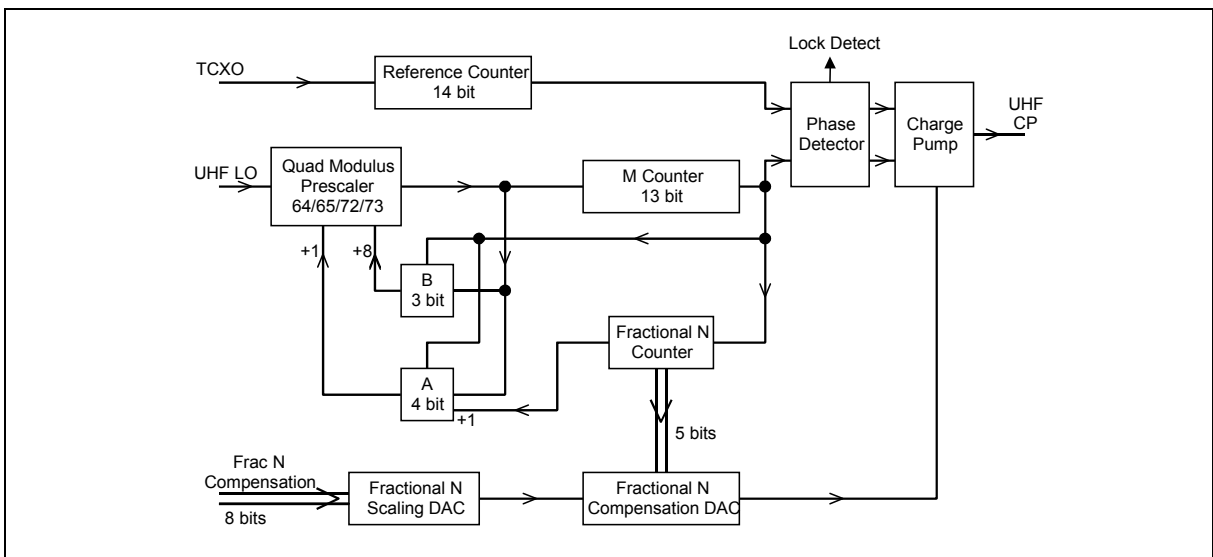 Lock Detect
TCXO
Reference Counter
14 bit
Phase
Detector
Charge
Pump
UHF
CP
UHF LO
Quad Modulus
Prescaler
64/65/72/73
M Counter
13 bit
+1
+8
B
3 bit
Fractional N
Counter
A
4 bit
+1
5 bits
Frac N
Compensation
8 bits
Fractional N
Scaling DAC
Fractional N
Compensation DAC